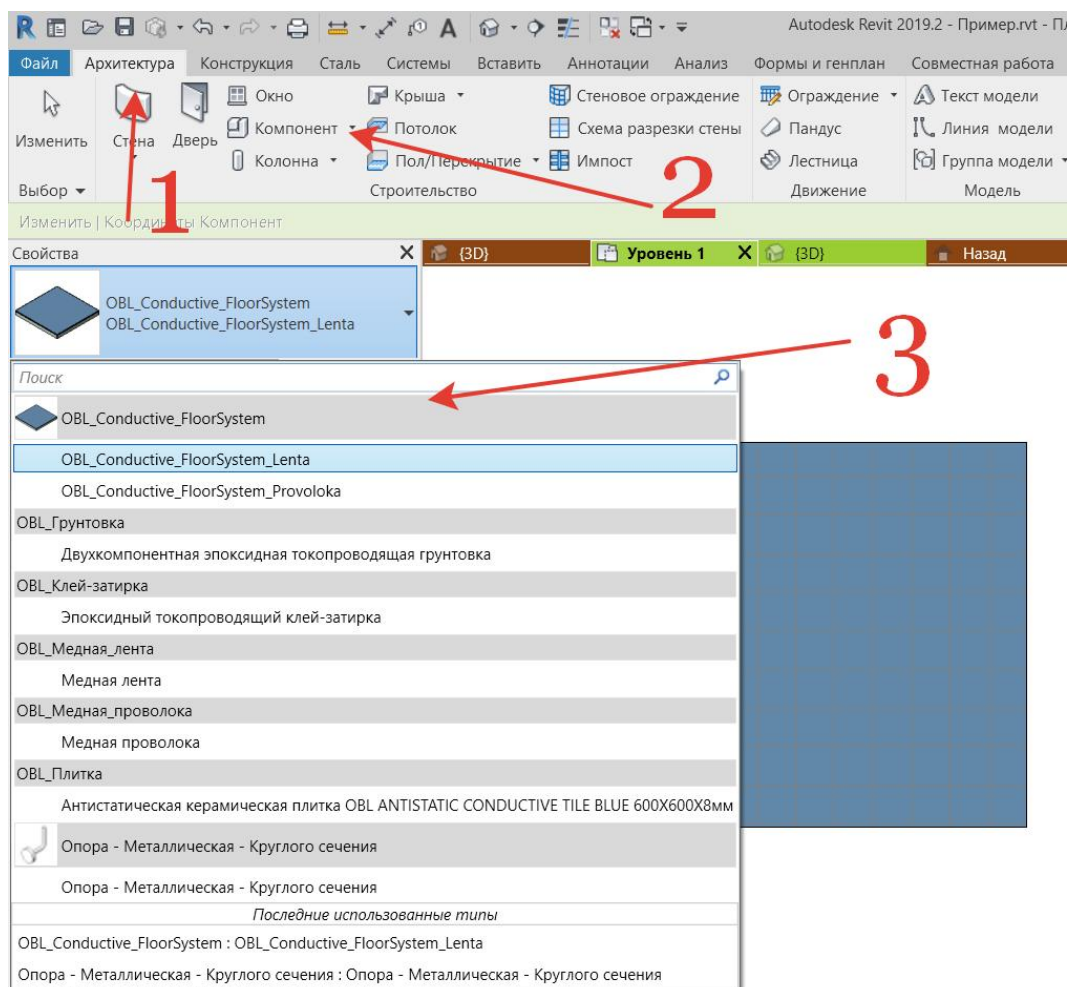 Autodesk Revit 2019.2 - Пример.rvt - Пл
Файл Архитектура Конструкция Сталь Системы Вставить Аннотации Анализ Формы и генплан Совместная работа
Изменить
Стена
Дверь
Окно
Компонент
Колонна
Крыша
Потолок
Пол/Перекрытие
Стеновое ограждение
Схема разрезки стены
Импост
Ограждение
Пандус
Лестница
Текст модели
Линия модели
Группа модели
Выбор
Строительство
Движение
Модель
1
2
Изменить | Координаты Компонент
Свойства
{3D}
Уровень 1
{3D}
Назад
OBL_Conductive_FloorSystem
OBL_Conductive_FloorSystem_Lenta
3
Поиск
OBL_Conductive_FloorSystem
OBL_Conductive_FloorSystem_Lenta
OBL_Conductive_FloorSystem_Provoloka
OBL_Грунтовка
Двухкомпонентная эпоксидная токопроводящая грунтовка
OBL_Клей-затирка
Эпоксидный токопроводящий клей-затирка
OBL_Медная_лента
Медная лента
OBL_Медная_проволока
Медная проволока
OBL_Плитка
Антистатическая керамическая плитка OBL ANTISTATIC CONDUCTIVE TILE BLUE 600X600X8мм
Опора - Металлическая - Круглого сечения
Опора - Металлическая - Круглого сечения
Последние использованные типы
OBL_Conductive_FloorSystem : OBL_Conductive_FloorSystem_Lenta
Опора - Металлическая - Круглого сечения : Опора - Металлическая - Круглого сечения